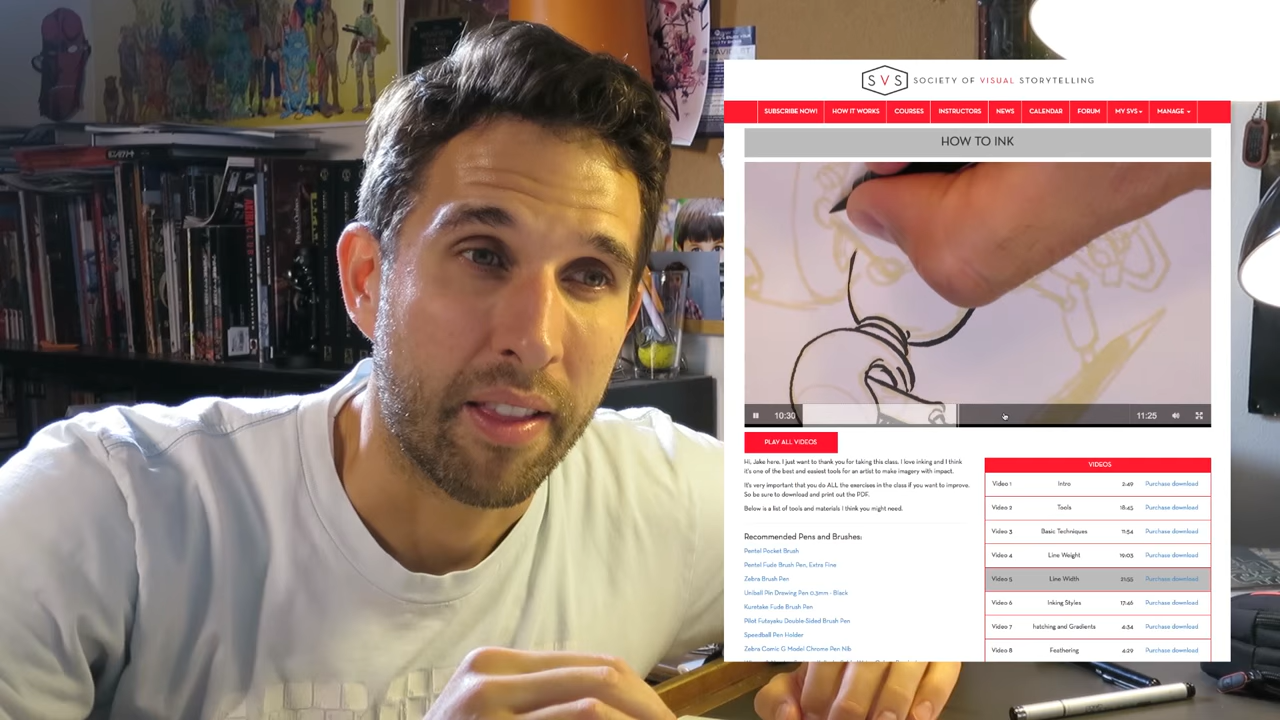 SVS SOCIETY OF VISUAL STORYTELLING
SUBSCRIBE NOW! HOW IT WORKS COURSES INSTRUCTORS NEWS CALENDAR FORUM MY SVS MANAGE
HOW TO INK
10:30 11:25
PLAY ALL VIDEOS
Hi, Jake here. I just want to thank you for taking this class. I love inking and I think
it's one of the best and easiest tools for an artist to make imagery with impact.
It's very important that you do ALL the exercises in the class if you want to improve.
So be sure to download and print out the PDF.
Below is a list of tools and materials I think you might need.
Recommended Pens and Brushes:
Pentel Pocket Brush
Pentel Fude Brush Pen, Extra Fine
Zebra Brush Pen
Uniball Pin Drawing Pen 0.3mm - Black
Kuretake Fude Brush Pen
Pilot Futayaku Double-Sided Brush Pen
Speedball Pen Holder
Zebra Comic G Model Chrome Pen Nib
VIDEOS
Video 1 Intro 2:49 Purchase download
Video 2 Tools 18:45 Purchase download
Video 3 Basic Techniques 11:54 Purchase download
Video 4 Line Weight 19:03 Purchase download
Video 5 Line Width 21:55 Purchase download
Video 6 Inking Styles 17:46 Purchase download
Video 7 hatching and Gradients 4:34 Purchase download
Video 8 Feathering 4:29 Purchase download